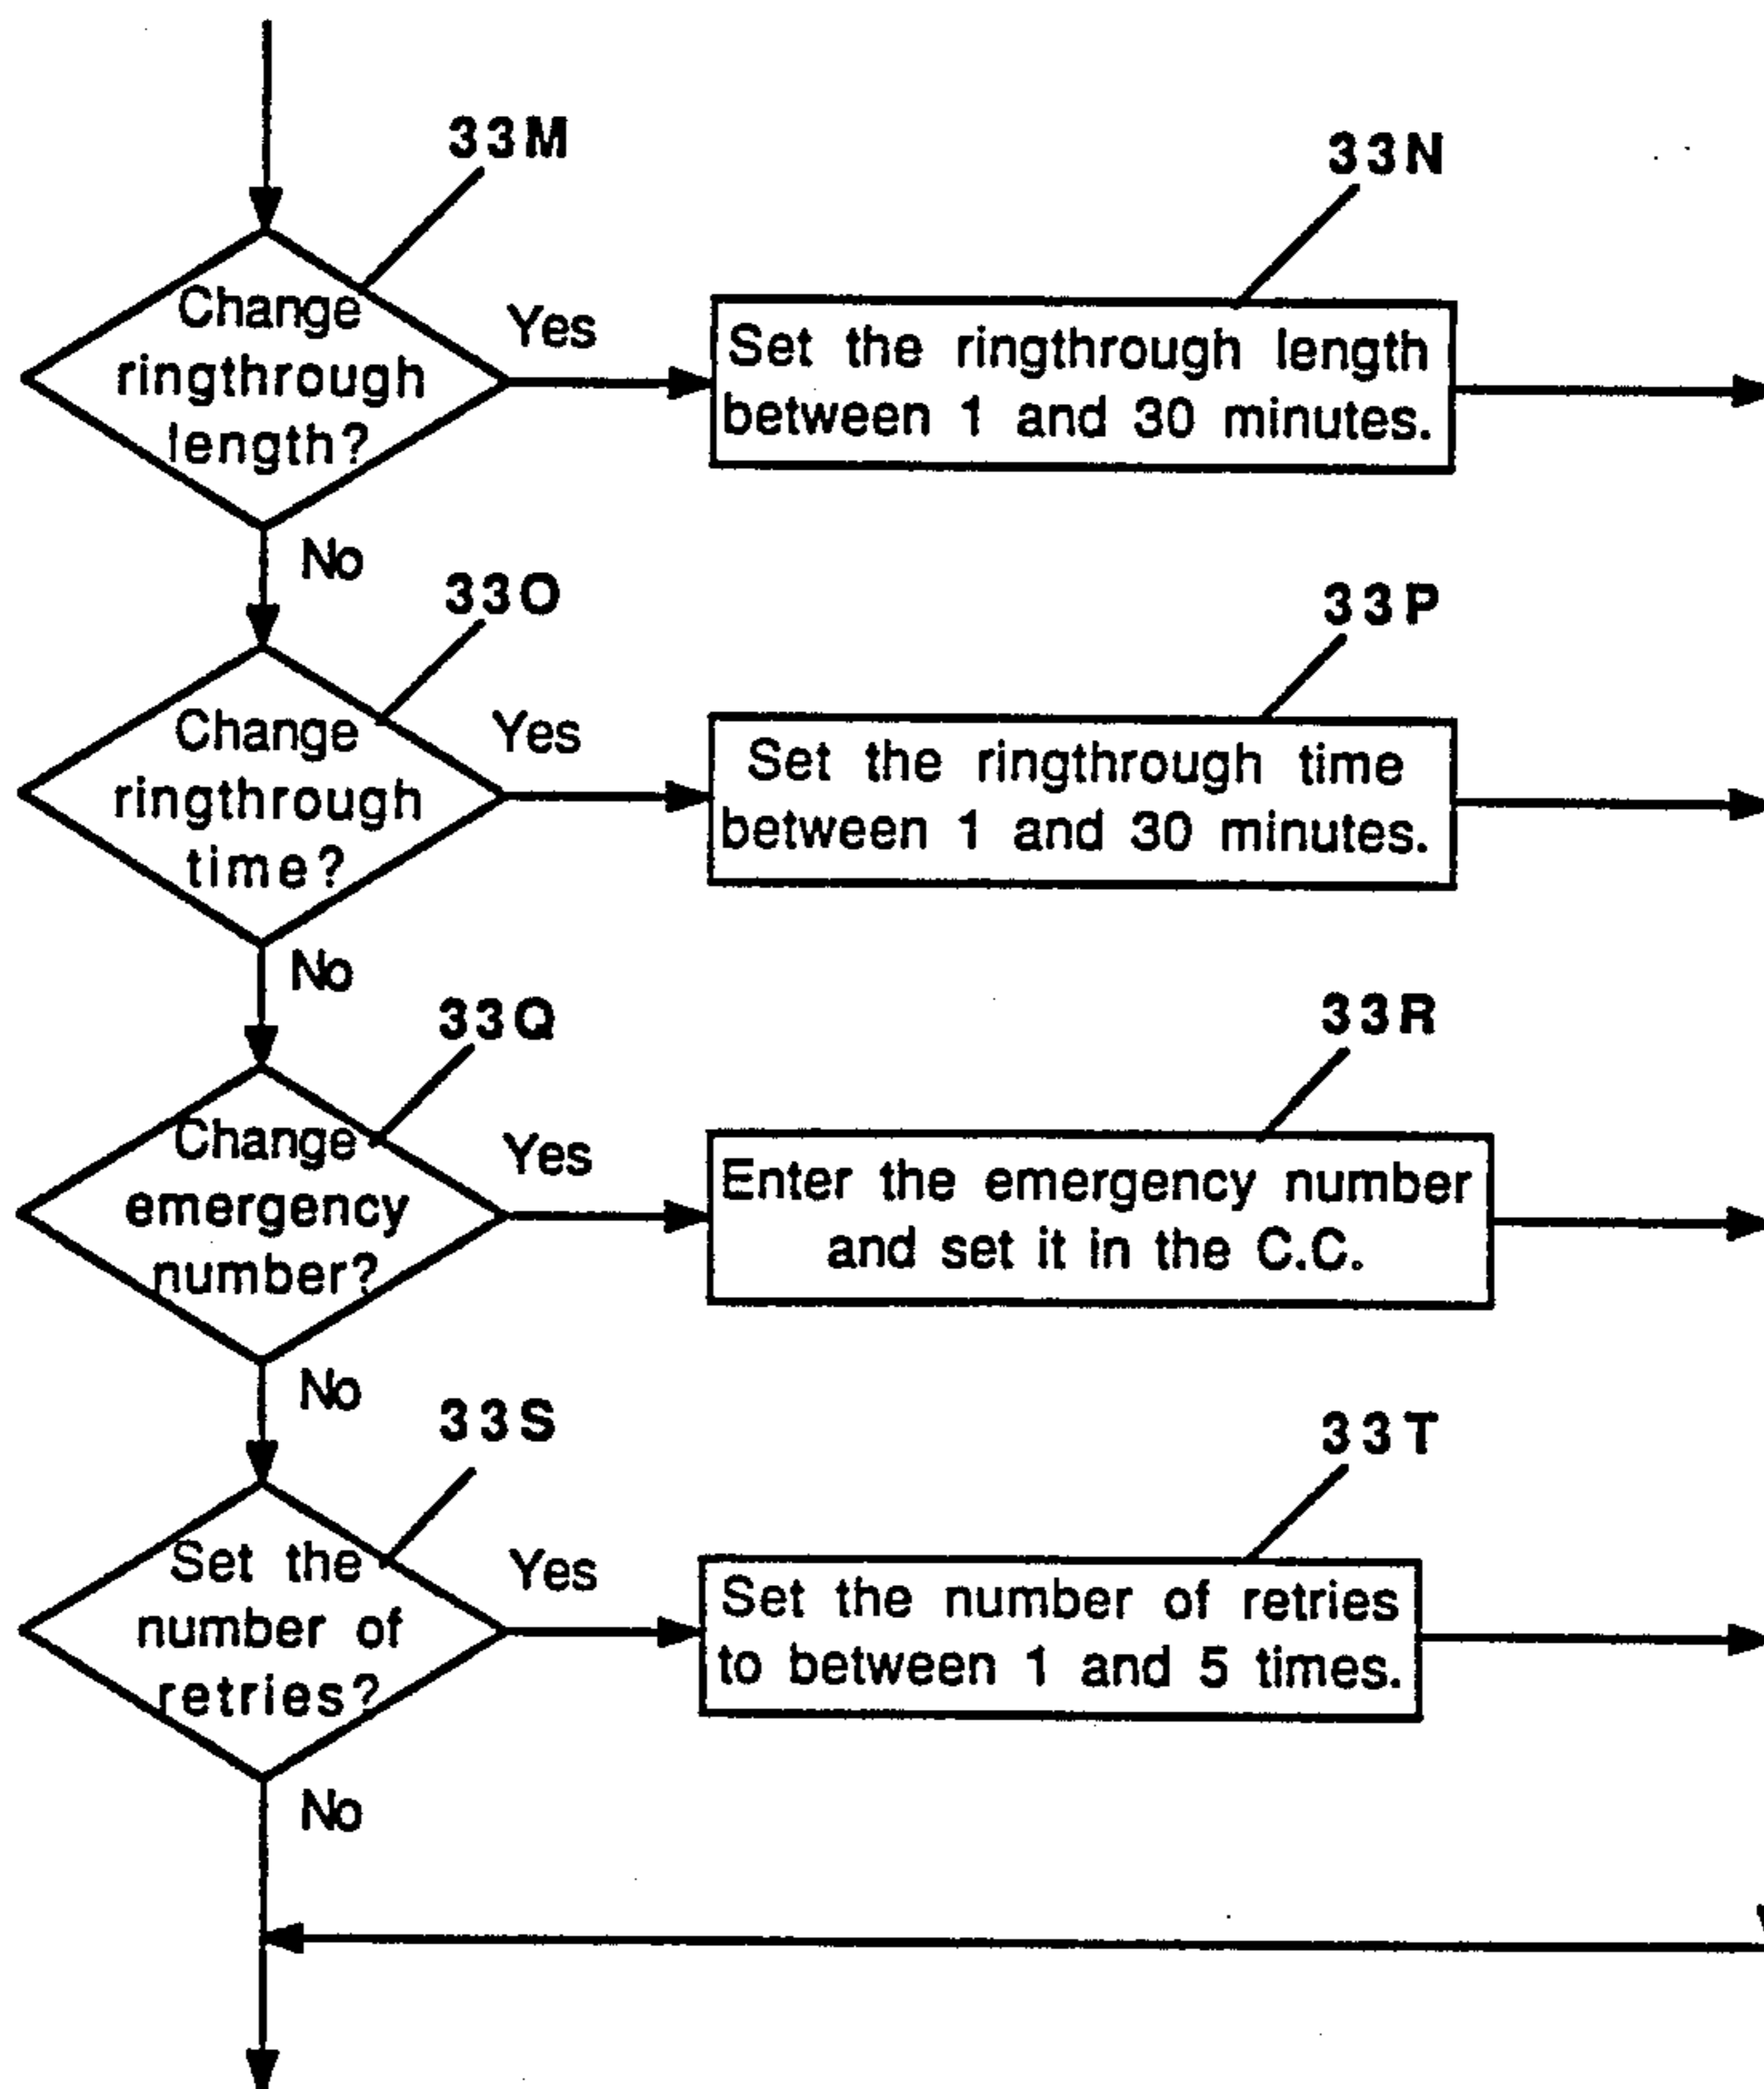 33M
33N
Change
ringthrough
length?
Yes
Set the ringthrough length
between 1 and 30 minutes.
No
33O
33P
Change
ringthrough
time?
Yes
Set the ringthrough time
between 1 and 30 minutes.
No
33Q
33R
Change
emergency
number?
Yes
Enter the emergency number
and set it in the C.C.
No
33S
33T
Set the
number of
retries?
Yes
Set the number of retries
to between 1 and 5 times.
No